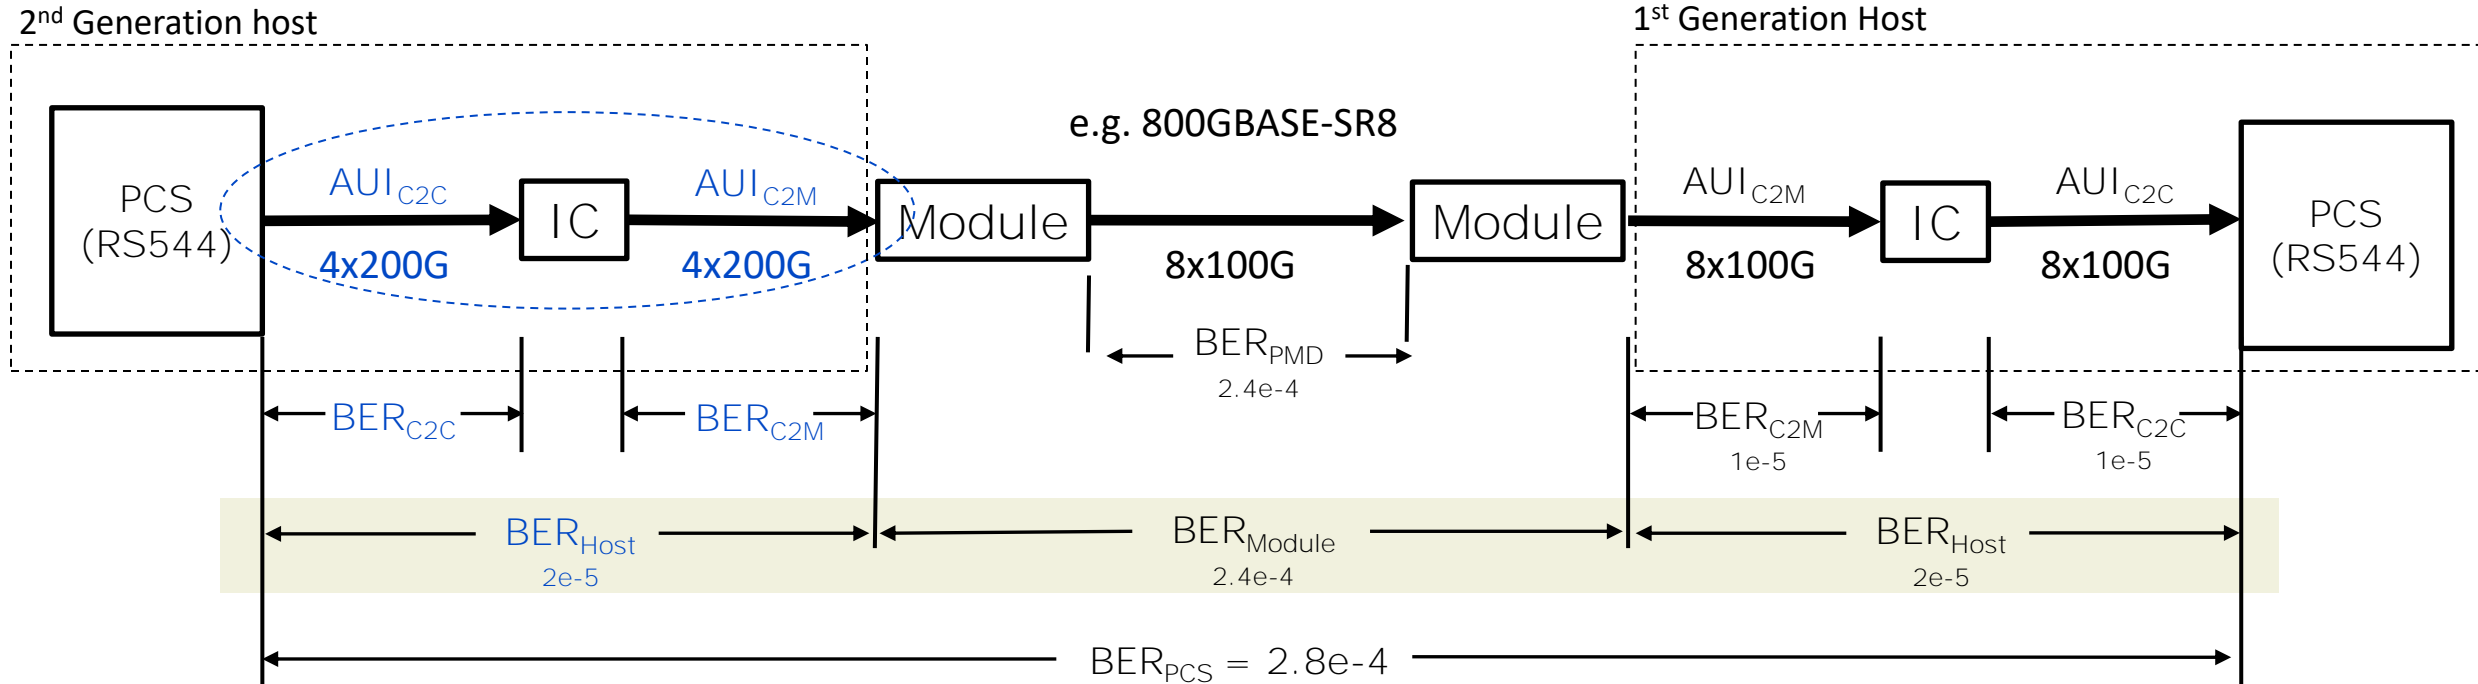 2nd Generation host
1st Generation Host
e.g. 800GBASE-SR8
PCS
(RS544)
AUIC2C
4x200G
IC
AUIC2M
4x200G
Module
8x100G
Module
AUIC2M
8x100G
IC
AUIC2C
8x100G
PCS
(RS544)
BERPMD
2.4e-4
BERC2C
BERC2M
BERC2M
1e-5
BERC2C
1e-5
BERHost
2e-5
BERModule
2.4e-4
BERHost
2e-5
BERPCS = 2.8e-4